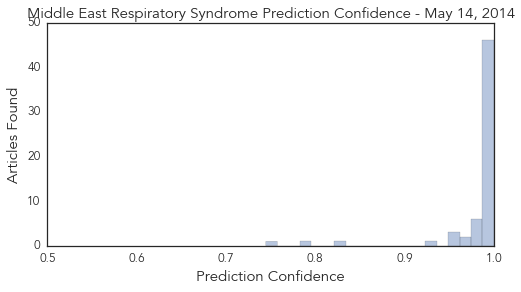 Middle East Respiratory Syndrome Prediction Confidence - May 14, 2014
50
40
30
20
10
0
Articles Found
0.5 0.6 0.7 0.8 0.9 1.0
Prediction Confidence